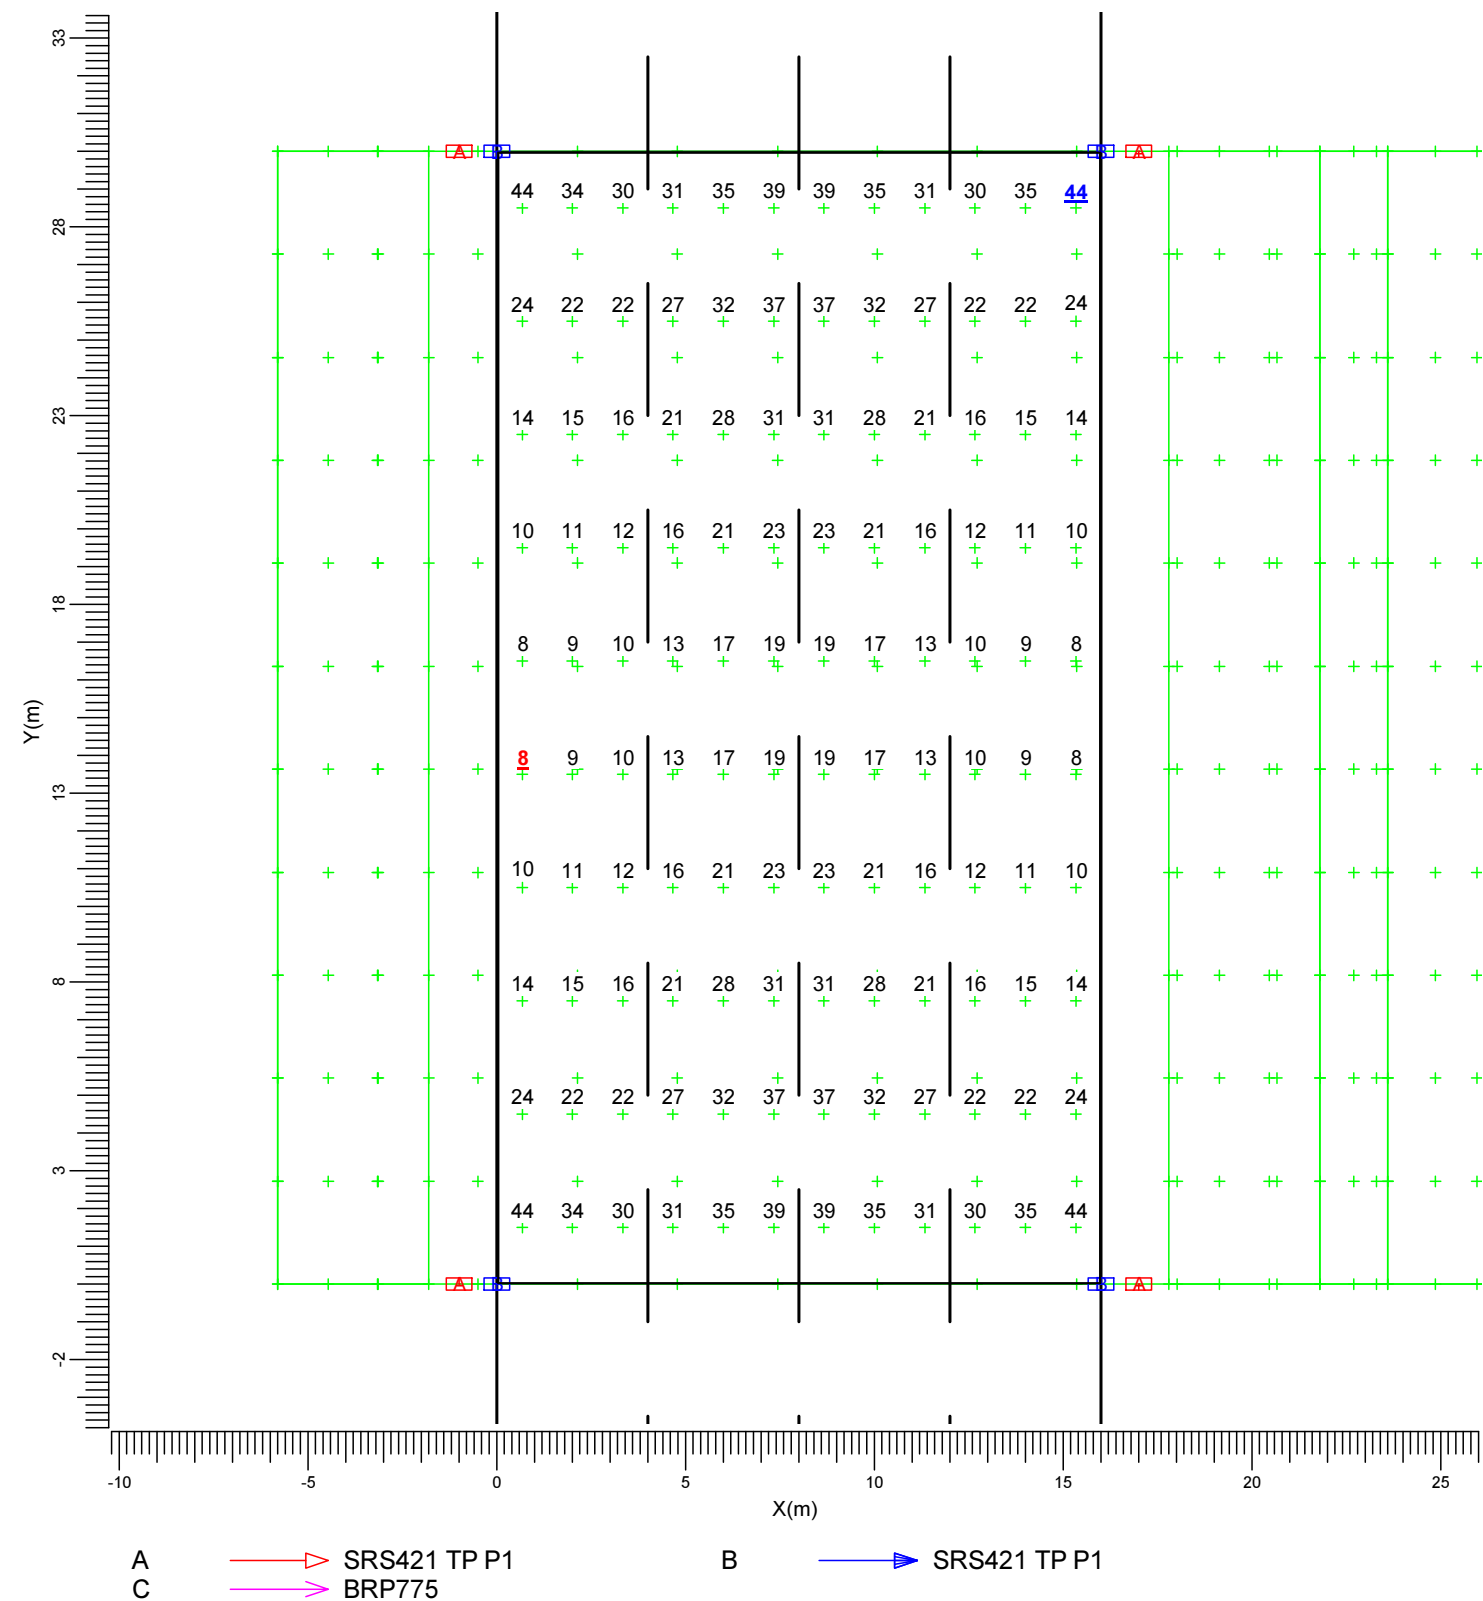 33
A B B A
44 34 30 31 35 39 39 35 31 30 35 44
28
24 22 22 27 32 37 37 32 27 22 22 24
23
14 15 16 21 28 31 31 28 21 16 15 14
10 11 12 16 21 23 23 21 16 12 11 10
18
8 9 10 13 17 19 19 17 13 10 9 8
Y(m)
8 9 10 13 17 19 19 17 13 10 9 8
13
10 11 12 16 21 23 23 21 16 12 11 10
8
14 15 16 21 28 31 31 28 21 16 15 14
24 22 22 27 32 37 37 32 27 22 22 24
3
44 34 30 31 35 39 39 35 31 30 35 44
A B B A
-2
-10 -5 0 5 10 15 20 25
X(m)
A SRS421 TP P1 B SRS421 TP P1
C BRP775